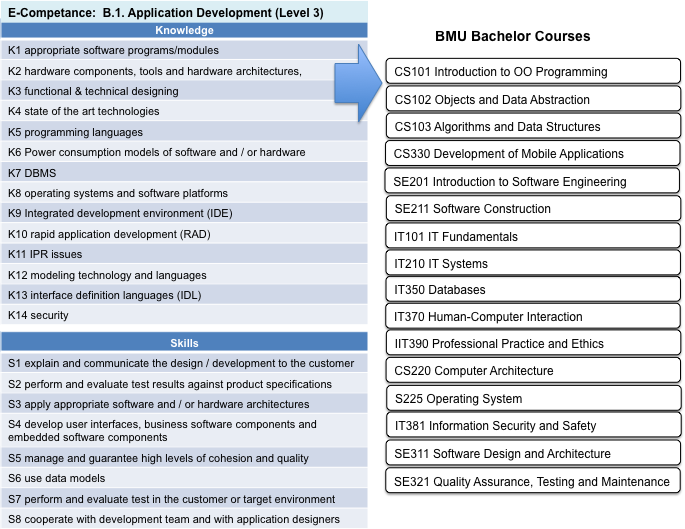 E-Competance:  B.1. Application Development (Level 3)
Knowledge
K1 appropriate software programs/modules
K2 hardware components, tools and hardware architectures,
K3 functional & technical designing
K4 state of the art technologies
K5 programming languages
K6 Power consumption models of software and / or hardware
K7 DBMS
K8 operating systems and software platforms
K9 Integrated development environment (IDE)
K10 rapid application development (RAD)
K11 IPR issues
K12 modeling technology and languages
K13 interface definition languages (IDL)
K14 security
Skills
S1 explain and communicate the design / development to the customer
S2 perform and evaluate test results against product specifications
S3 apply appropriate software and / or hardware architectures
S4 develop user interfaces, business software components and
embedded software components
S5 manage and guarantee high levels of cohesion and quality
S6 use data models
S7 perform and evaluate test in the customer or target environment
S8 cooperate with development team and with application designers
BMU Bachelor Courses
CS101 Introduction to OO Programming
CS102 Objects and Data Abstraction
CS103 Algorithms and Data Structures
CS330 Development of Mobile Applications
SE201 Introduction to Software Engineering
SE211 Software Construction
IT101 IT Fundamentals
IT210 IT Systems
IT350 Databases
IT370 Human-Computer Interaction
IIT390 Professional Practice and Ethics
CS220 Computer Architecture
S225 Operating System
IT381 Information Security and Safety
SE311 Software Design and Architecture
SE321 Quality Assurance, Testing and Maintenance